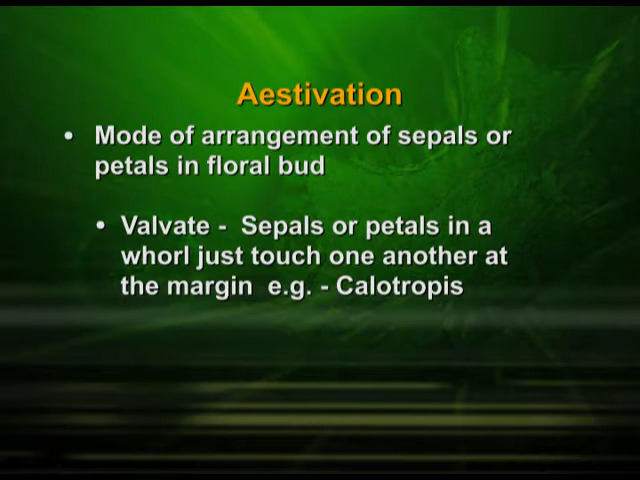 Aestivation
• Mode of arrangement of sepals or
petals in floral bud
• Valvate - Sepals or petals in a
whorl just touch one another at
the margin e.g. - Calotropis